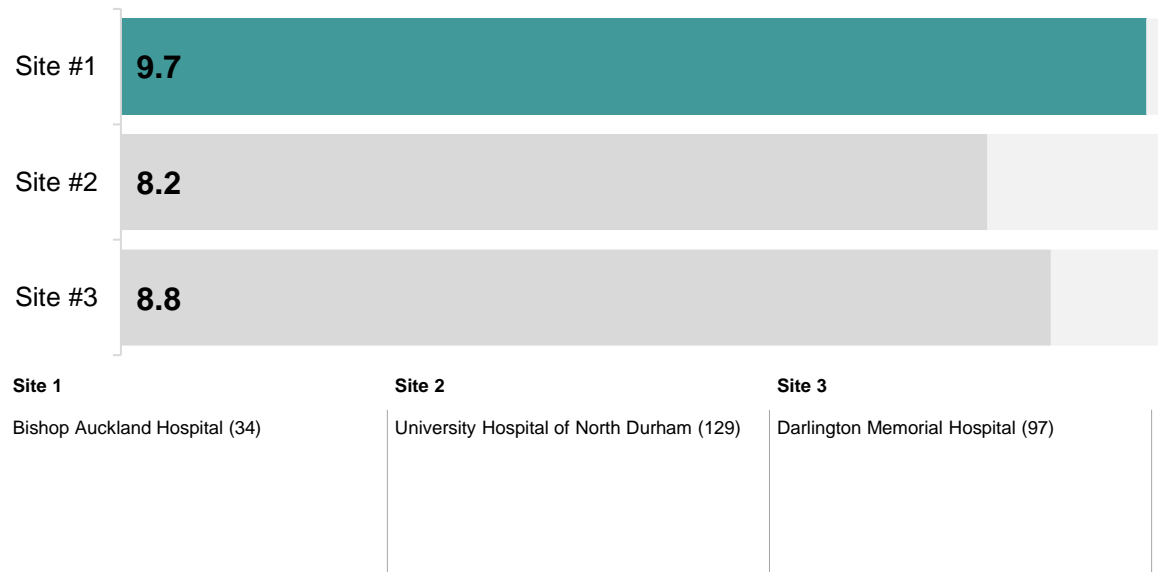 Site #1
9.7
Site #2
8.2
Site #3
8.8
Site 1
Bishop Auckland Hospital (34)
Site 2
University Hospital of North Durham (129)
Site 3
Darlington Memorial Hospital (97)